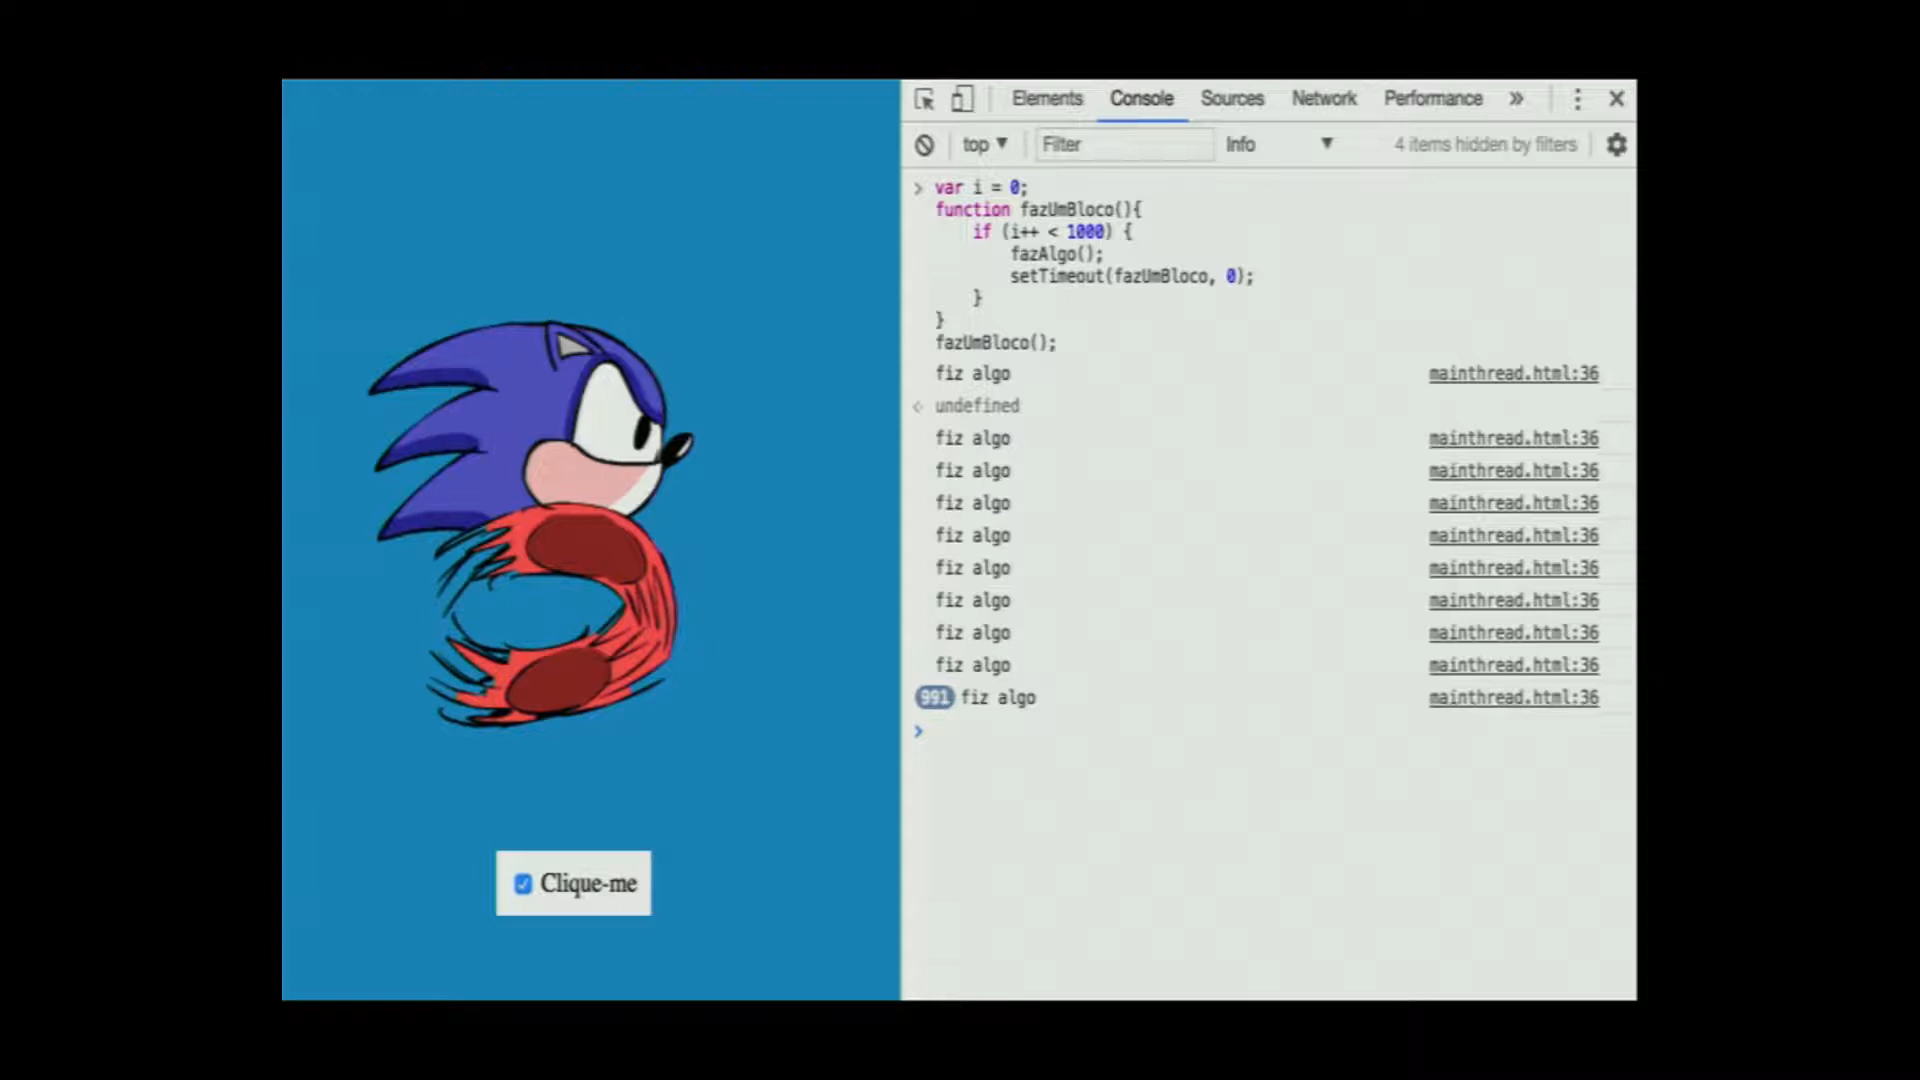 Elements Console Sources Network Performance »
top ▼ Filter Info ▼ 4 items hidden by filters
> var i = 0;
function fazUmBloco(){
if (i++ < 1000) {
fazAlgo();
setTimeout(fazUmBloco, 0);
}
}
fazUmBloco();
fiz algo mainthread.html:36
undefined
fiz algo mainthread.html:36
fiz algo mainthread.html:36
fiz algo mainthread.html:36
fiz algo mainthread.html:36
fiz algo mainthread.html:36
fiz algo mainthread.html:36
fiz algo mainthread.html:36
fiz algo mainthread.html:36
991 fiz algo mainthread.html:36
>
Clique-me